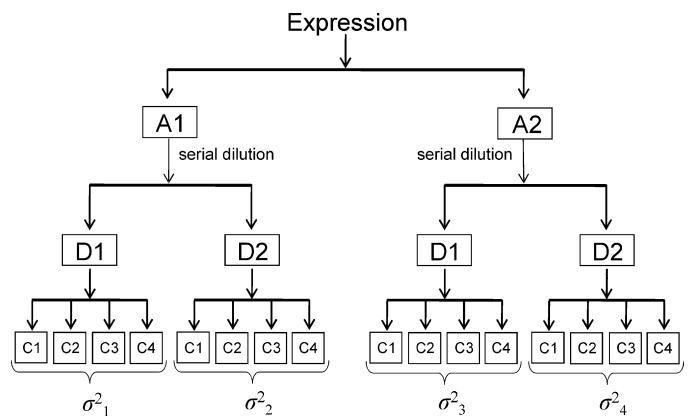 Expression
A1 A2
serial dilution serial dilution
D1 D2 D1 D2
C1 C2 C3 C4 C1 C2 C3 C4 C1 C2 C3 C4 C1 C2 C3 C4
σ²₁ σ²₂ σ²₃ σ²₄